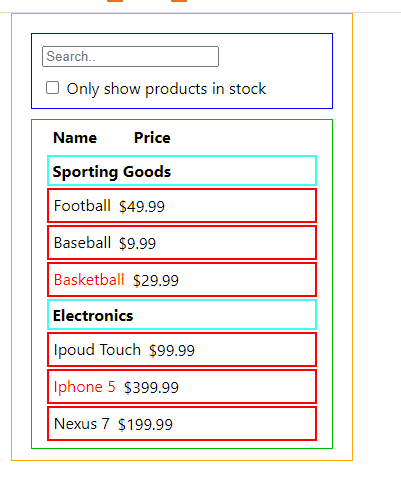 Search..
Only show products in stock
Name Price
Sporting Goods
Football $49.99
Baseball $9.99
Basketball $29.99
Electronics
Ipoud Touch $99.99
Iphone 5 $399.99
Nexus 7 $199.99